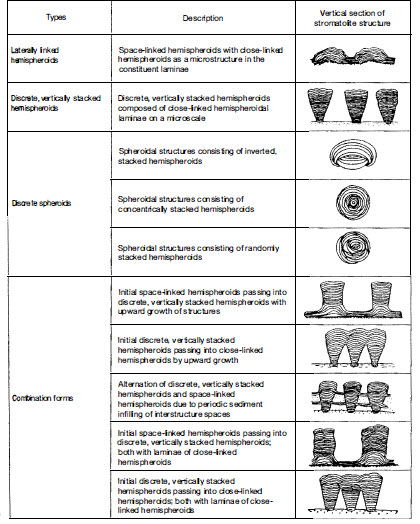 Types
Description
Vertical section of
stromatolite structure
Laterally linked
hemispheroids
Space-linked hemispheroids with close-linked
hemispheroids as a microstructure in the
constituent laminae
Discrete, vertically stacked
hemispheroids
Discrete, vertically stacked hemispheroids
composed of close-linked hemispheroidal
laminae on a microscale
Discrete spheroids
Spheroidal structures consisting of inverted,
stacked hemispheroids
Spheroidal structures consisting of
concentrically stacked hemispheroids
Spheroidal structures consisting of randomly
stacked hemispheroids
Combination forms
Initial space-linked hemispheroids passing into
discrete, vertically stacked hemispheroids with
upward growth of structures
Initial discrete, vertically stacked
hemispheroids passing into close-linked
hemispheroids by upward growth
Alternation of discrete, vertically stacked
hemispheroids and space-linked
hemispheroids due to periodic sediment
infilling of interstructure spaces
Initial space-linked hemispheroids passing into
discrete, vertically stacked hemispheroids;
both with laminae of close-linked
hemispheroids
Initial discrete, vertically stacked
hemispheroids passing into close-linked
hemispheroids; both with laminae of close-
linked hemispheroids